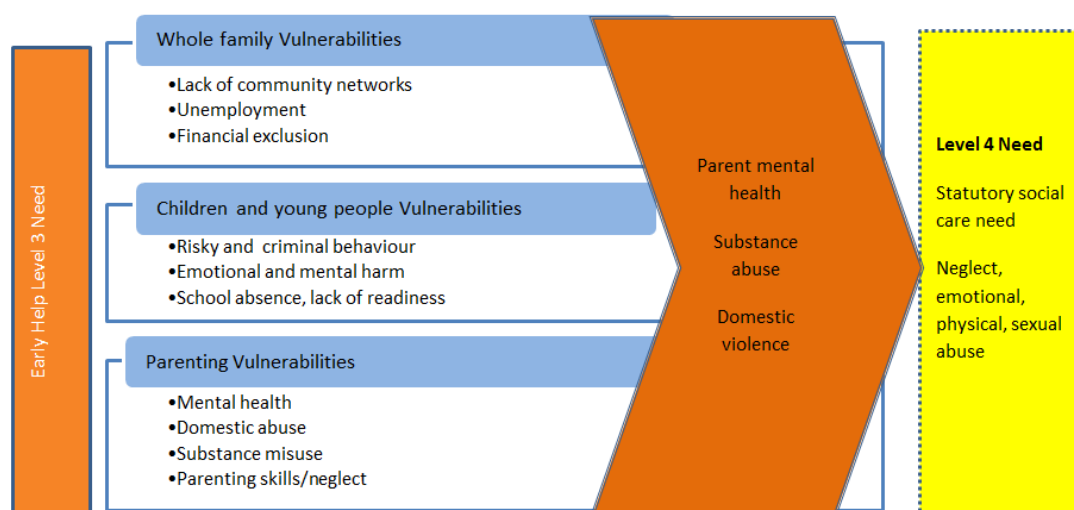 Early Help Level 3 Need
Whole family Vulnerabilities
•Lack of community networks
•Unemployment
•Financial exclusion
Children and young people Vulnerabilities
•Risky and criminal behaviour
•Emotional and mental harm
•School absence, lack of readiness
Parenting Vulnerabilities
•Mental health
•Domestic abuse
•Substance misuse
•Parenting skills/neglect
Parent mental
health
Substance
abuse
Domestic
violence
Level 4 Need
Statutory social
care need
Neglect,
emotional,
physical, sexual
abuse